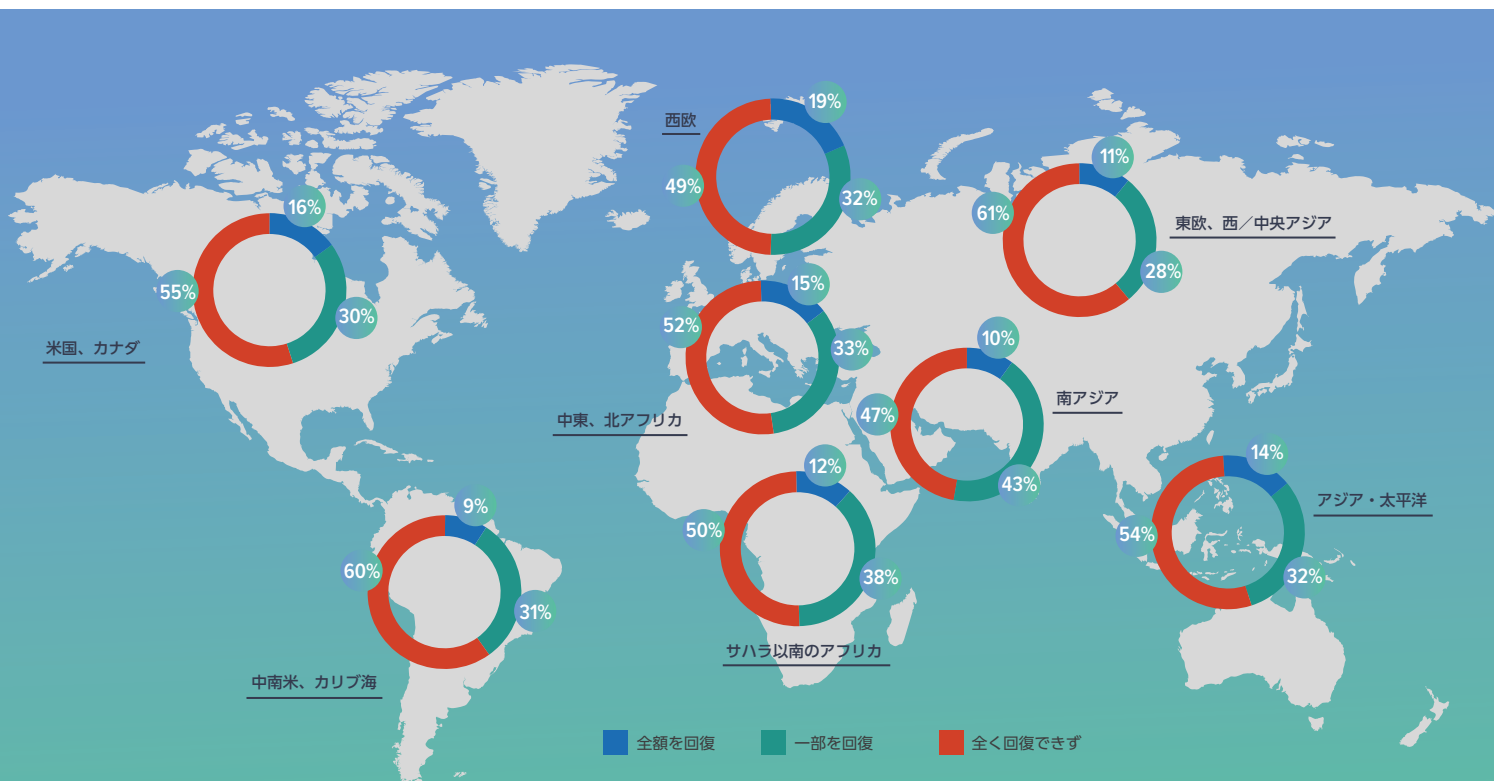 西欧
19%
49%
32%
11%
61%
東欧、西／中央アジア
28%
16%
55%
30%
米国、カナダ
15%
52%
33%
中東、北アフリカ
10%
47%
南アジア
43%
12%
50%
38%
サハラ以南のアフリカ
14%
アジア・太平洋
54%
32%
9%
60%
31%
中南米、カリブ海
全額を回復
一部を回復
全く回復できず